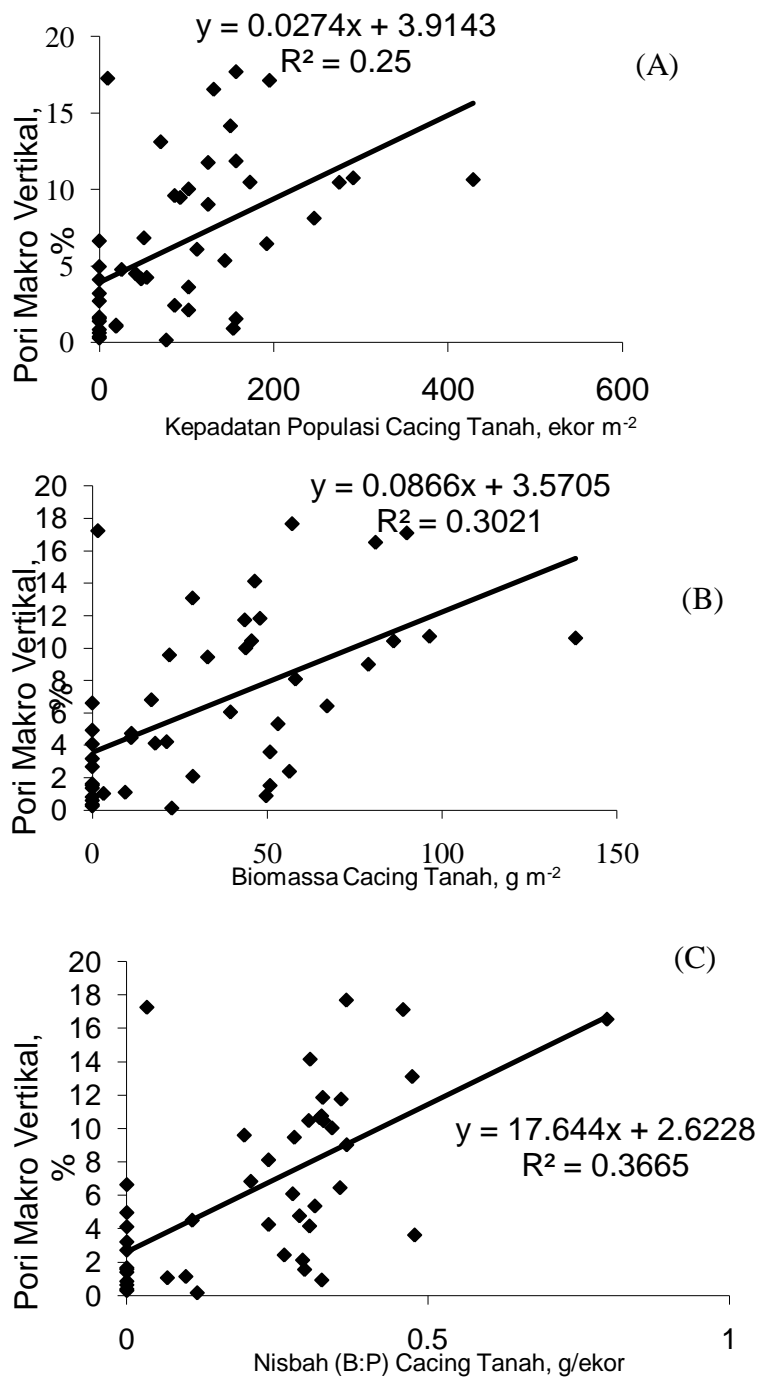 y = 0.0274x + 3.9143
R² = 0.25
(A)
20
15
10
5
0
Pori Makro Vertikal,
%
0 200 400 600
Kepadatan Populasi Cacing Tanah, ekor m⁻²
y = 0.0866x + 3.5705
R² = 0.3021
(B)
20
18
16
14
12
10
8
6
4
2
0
Pori Makro Vertikal,
%
0 50 100 150
Biomassa Cacing Tanah, g m⁻²
(C)
20
18
16
14
12
10
8
6
4
2
0
Pori Makro Vertikal,
%
y = 17.644x + 2.6228
R² = 0.3665
0 0.5 1
Nisbah (B:P) Cacing Tanah, g/ekor